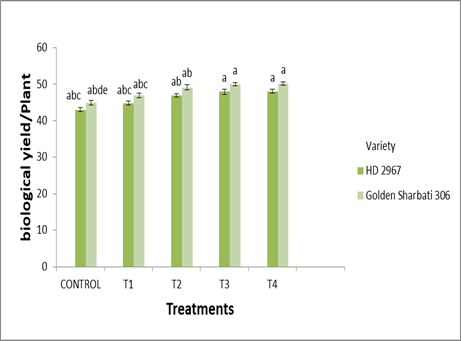 biological yield/Plant
60
50
40
30
20
10
0
abc abde abc abc ab ab a a a a
CONTROL T1 T2 T3 T4
Treatments
Variety
HD 2967
Golden Sharbati 306